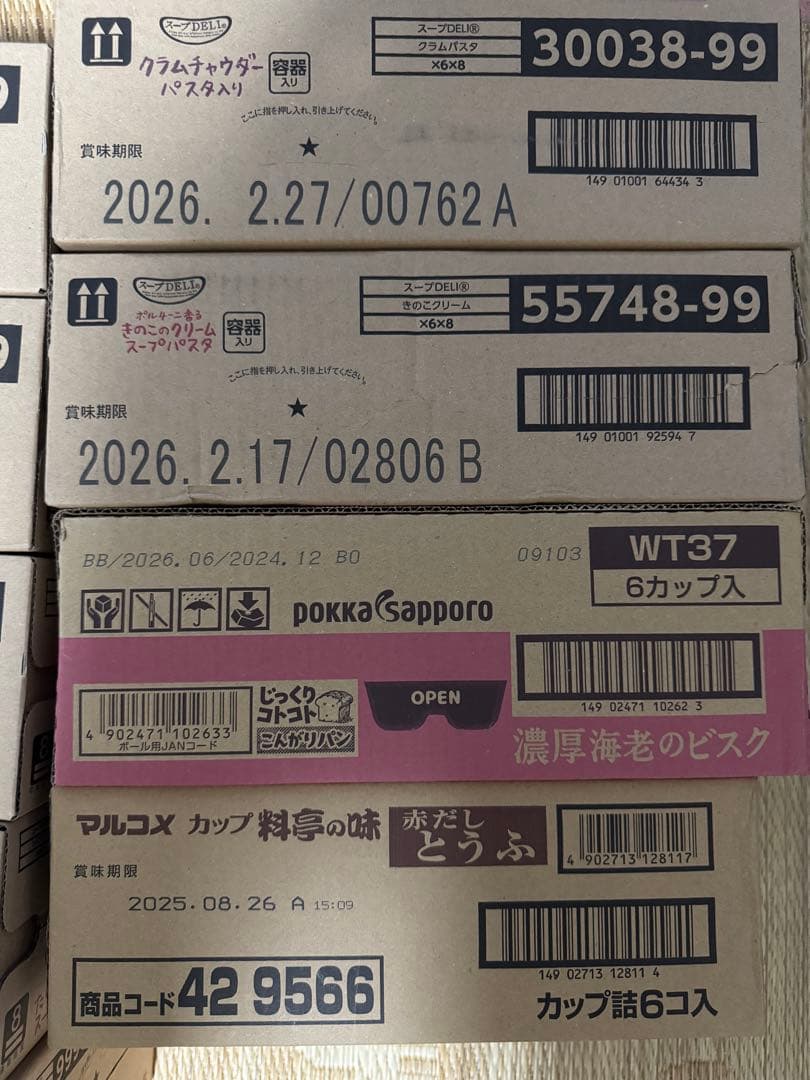 スープDELI®
クラムチャウダー
パスタ入り
容器
入り
スープDELI®
クラムパスタ
×6×8
30038-99
ここに指を押し入れ、引き上げてください。
★
賞味期限
149 01001 64434 3
2026. 2.27/00762 A
スープDELI®
ポルチーニ香る
きのこのクリーム
スープパスタ
容器
入り
スープDELI®
きのこクリーム
×6×8
55748-99
ここに指を押し入れ、引き上げてください。
★
賞味期限
149 01001 92594 7
2026. 2.17/02806 B
BB/2026.06/2024.12 B0
09103
WT37
6カップ入
pokka sapporo
4 902471 102633
ボール用JANコード
じっくり
コトコト
こんがりパン
OPEN
149 02471 10262 3
濃厚海老のビスク
マルコメ カップ 料亭の味
赤だし
とうふ
4 902713 128117
賞味期限
2025.08.26 A 15:09
149 02713 12811 4
商品コード42 9566
カップ詰6コ入
9
9
8
999